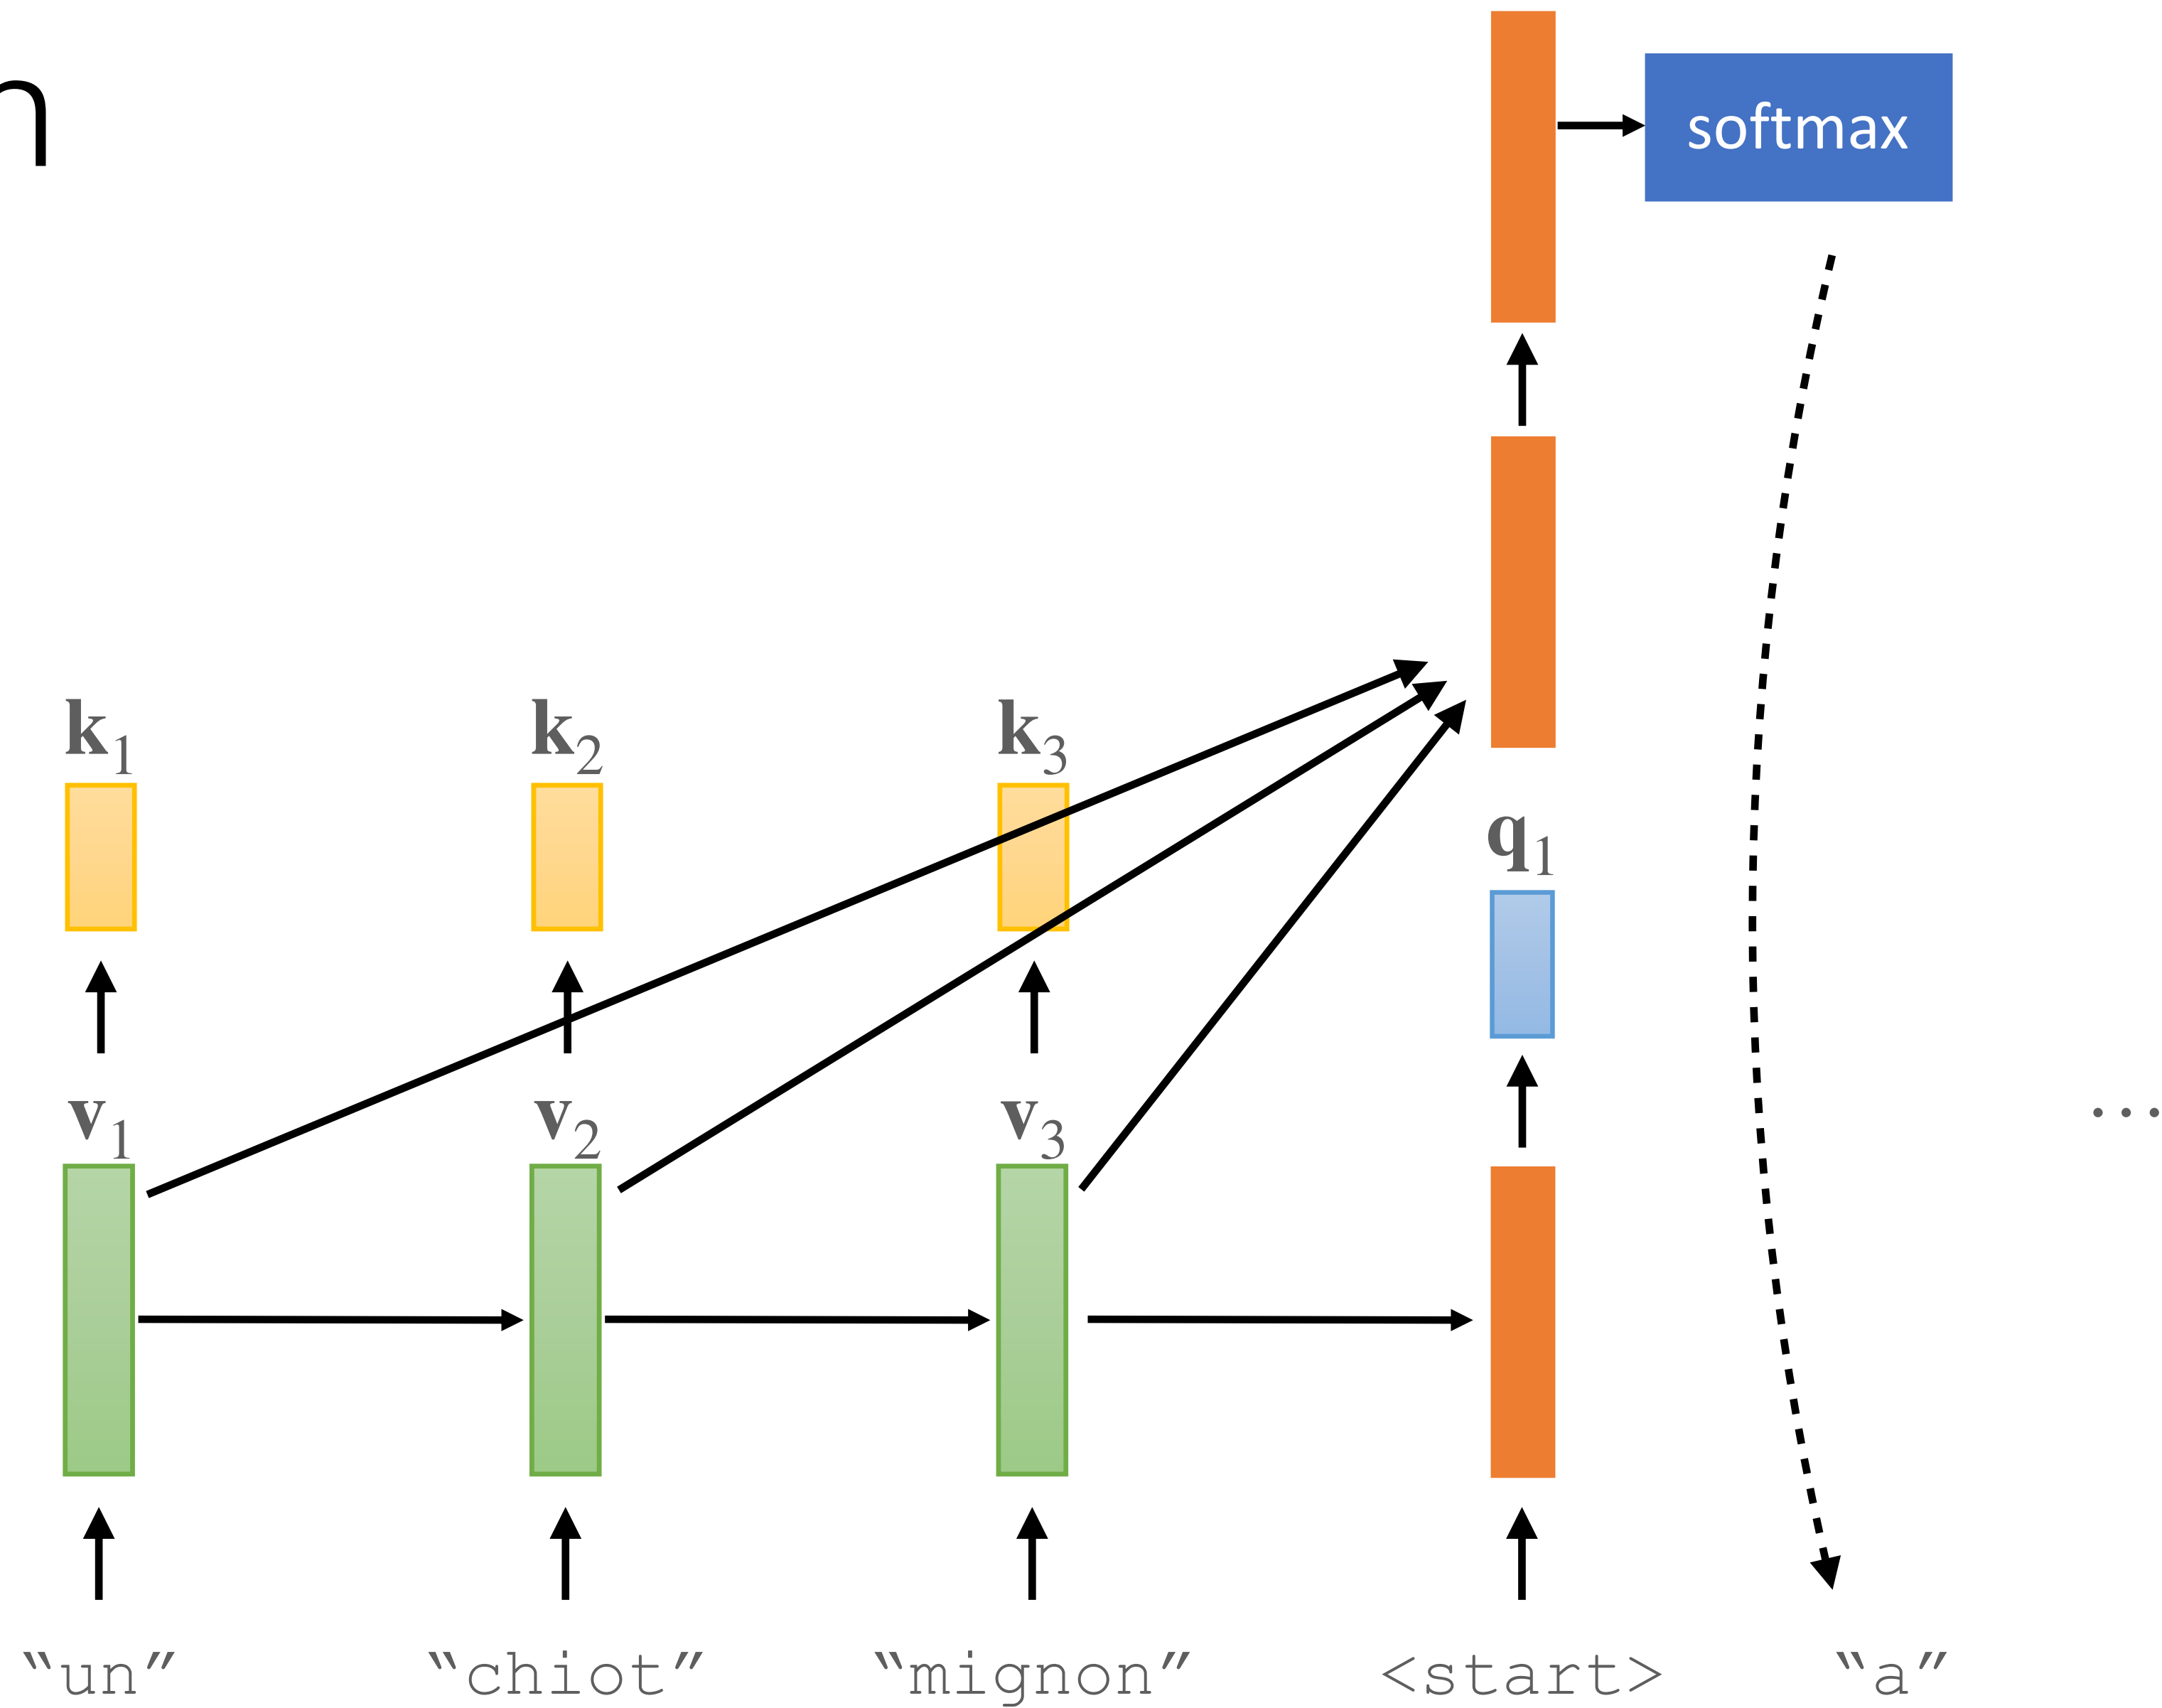 n
softmax
k1 k2 k3
q1
v1 v2 v3
...
“un” “chiot” “mignon” <start> “a”